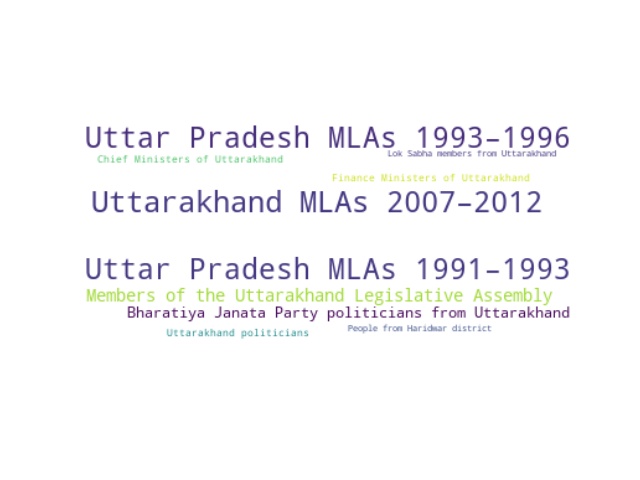 Uttar Pradesh MLAs 1993–1996
Lok Sabha members from Uttarakhand
Chief Ministers of Uttarakhand
Finance Ministers of Uttarakhand
Uttarakhand MLAs 2007–2012
Uttar Pradesh MLAs 1991–1993
Members of the Uttarakhand Legislative Assembly
Bharatiya Janata Party politicians from Uttarakhand
People from Haridwar district
Uttarakhand politicians